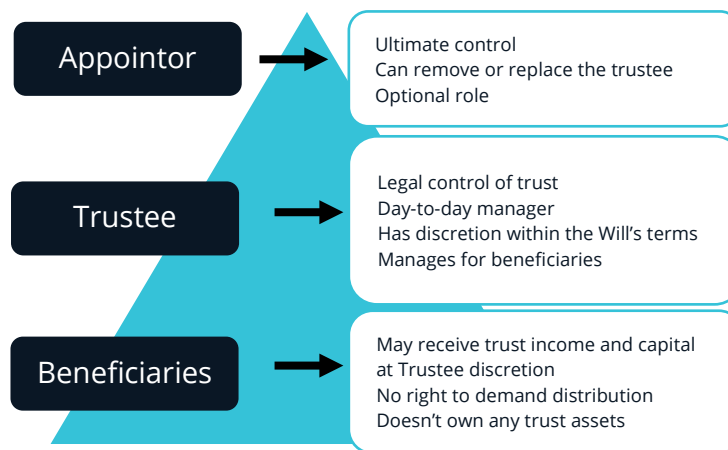 Appointor
Ultimate control
Can remove or replace the trustee
Optional role
Trustee
Legal control of trust
Day-to-day manager
Has discretion within the Will’s terms
Manages for beneficiaries
Beneficiaries
May receive trust income and capital
at Trustee discretion
No right to demand distribution
Doesn’t own any trust assets